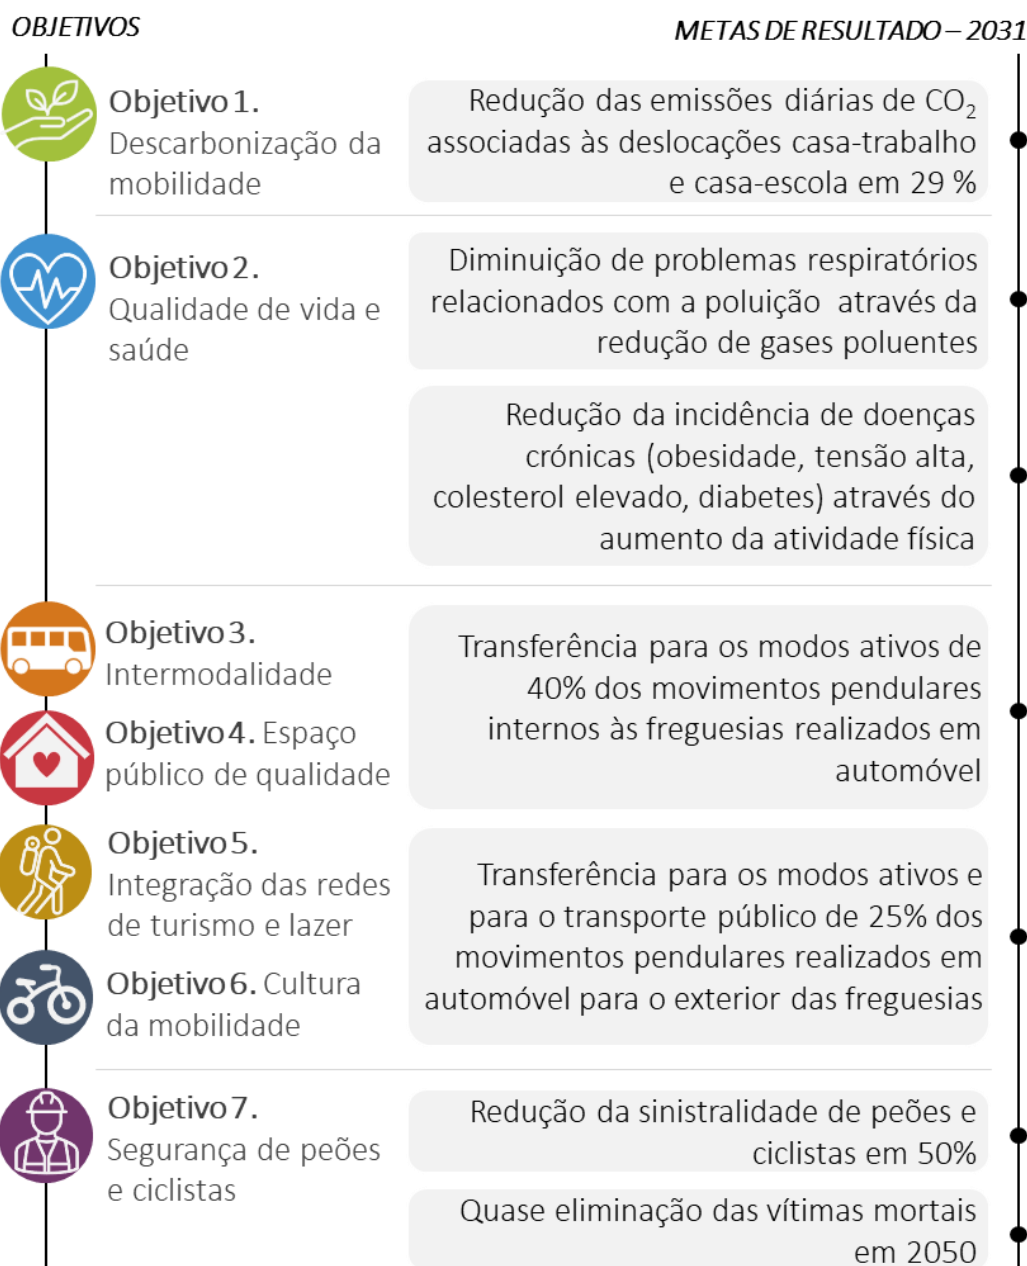 OBJETIVOS
METAS DE RESULTADO – 2031
Objetivo 1.
Descarbonização da
mobilidade
Redução das emissões diárias de CO₂
associadas às deslocações casa-trabalho
e casa-escola em 29 %
Objetivo 2.
Qualidade de vida e
saúde
Diminuição de problemas respiratórios
relacionados com a poluição através da
redução de gases poluentes
Redução da incidência de doenças
crónicas (obesidade, tensão alta,
colesterol elevado, diabetes) através do
aumento da atividade física
Objetivo 3.
Intermodalidade
Objetivo 4. Espaço
público de qualidade
Transferência para os modos ativos de
40% dos movimentos pendulares
internos às freguesias realizados em
automóvel
Objetivo 5.
Integração das redes
de turismo e lazer
Objetivo 6. Cultura
da mobilidade
Transferência para os modos ativos e
para o transporte público de 25% dos
movimentos pendulares realizados em
automóvel para o exterior das freguesias
Objetivo 7.
Segurança de peões
e ciclistas
Redução da sinistralidade de peões e
ciclistas em 50%
Quase eliminação das vítimas mortais
em 2050